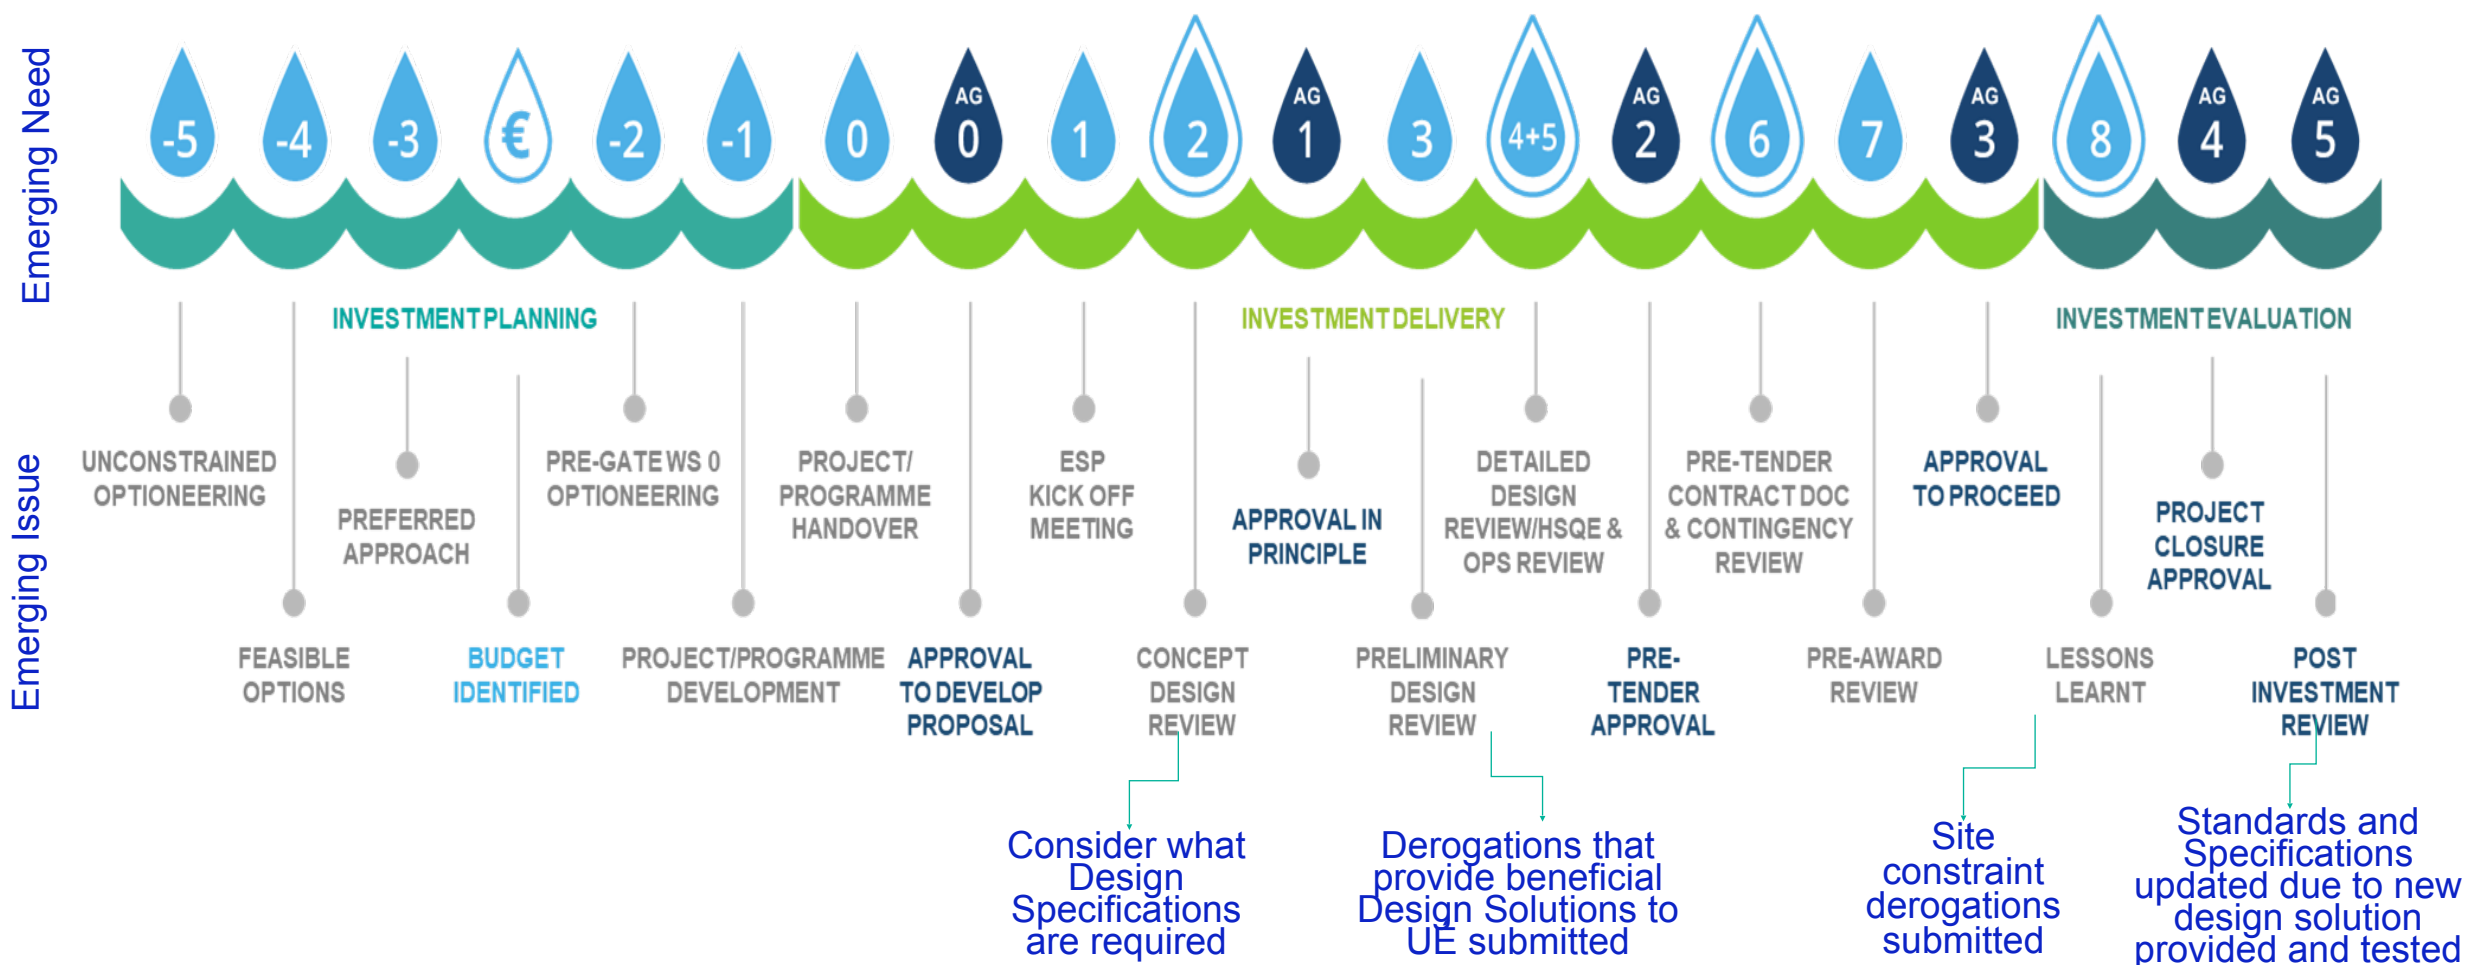 Emerging Need
-5
-4
-3
€
-2
-1
0
AG
0
1
2
AG
1
3
4+5
AG
2
6
7
AG
3
8
AG
4
AG
5
INVESTMENT PLANNING
INVESTMENT DELIVERY
INVESTMENT EVALUATION
Emerging Issue
UNCONSTRAINED
OPTIONEERING
FEASIBLE
OPTIONS
PREFERRED
APPROACH
BUDGET
IDENTIFIED
PRE-GATE WS 0
OPTIONEERING
PROJECT/PROGRAMME
DEVELOPMENT
PROJECT/
PROGRAMME
HANDOVER
APPROVAL
TO DEVELOP
PROPOSAL
ESP
KICK OFF
MEETING
CONCEPT
DESIGN
REVIEW
APPROVAL IN
PRINCIPLE
PRELIMINARY
DESIGN
REVIEW
DETAILED
DESIGN
REVIEW/HSQE &
OPS REVIEW
PRE-
TENDER
APPROVAL
PRE-TENDER
CONTRACT DOC
& CONTINGENCY
REVIEW
PRE-AWARD
REVIEW
APPROVAL
TO PROCEED
LESSONS
LEARNT
PROJECT
CLOSURE
APPROVAL
POST
INVESTMENT
REVIEW
Consider what
Design
Specifications
are required
Derogations that
provide beneficial
Design Solutions to
UÉ submitted
Site
constraint
derogations
submitted
Standards and
Specifications
updated due to new
design solution
provided and tested